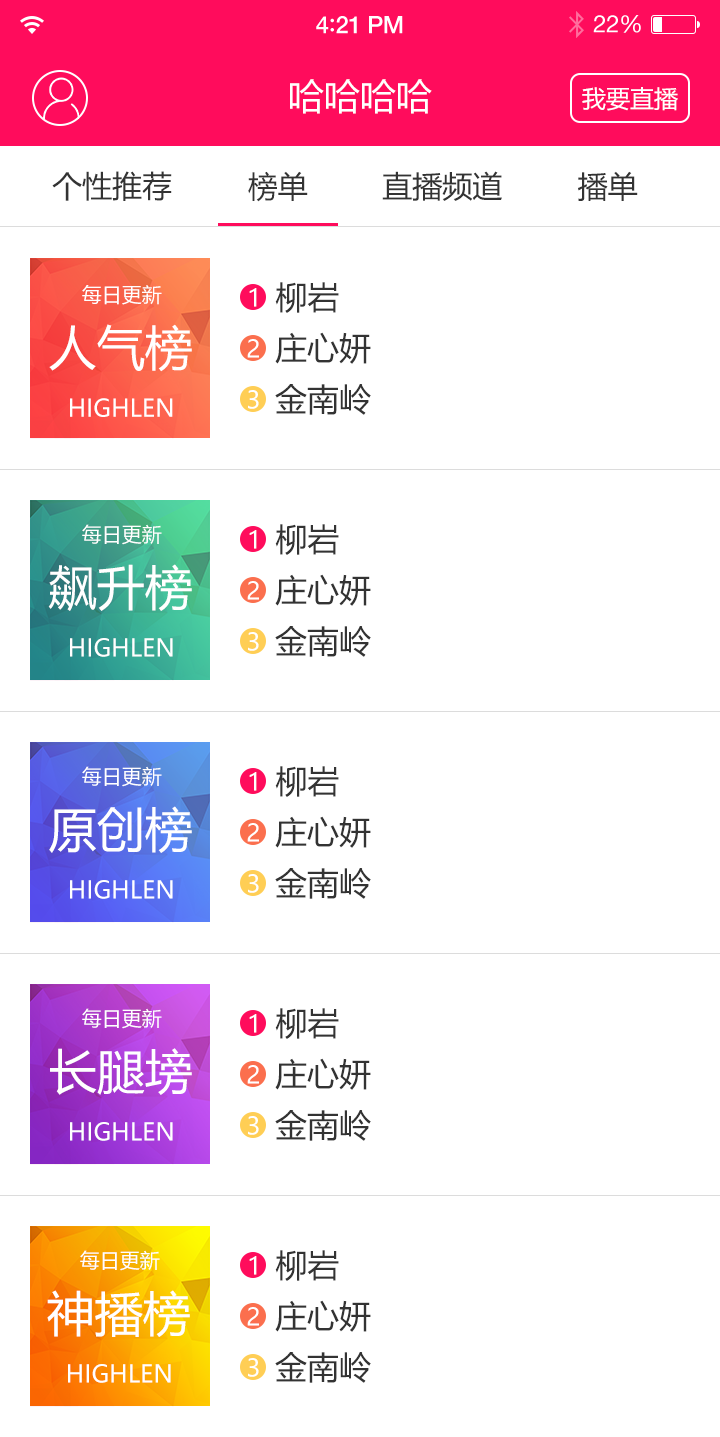 4:21 PM 22%
哈哈哈哈
我要直播
个性推荐 榜单 直播频道 播单
每日更新
人气榜
HIGHLEN
1 柳岩
2 庄心妍
3 金南岭
每日更新
飙升榜
HIGHLEN
1 柳岩
2 庄心妍
3 金南岭
每日更新
原创榜
HIGHLEN
1 柳岩
2 庄心妍
3 金南岭
每日更新
长腿塝
HIGHLEN
1 柳岩
2 庄心妍
3 金南岭
每日更新
神播榜
HIGHLEN
1 柳岩
2 庄心妍
3 金南岭